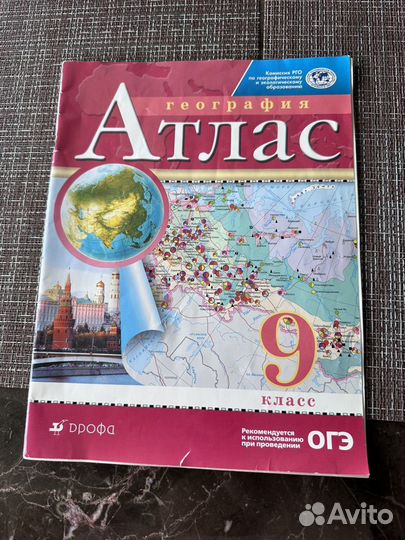 Комиссия РГО
по географическому
и экологическому
образованию
география
Атлас
9
класс
дрофа
Рекомендуется
к использованию
при проведении
ОГЭ
Avito